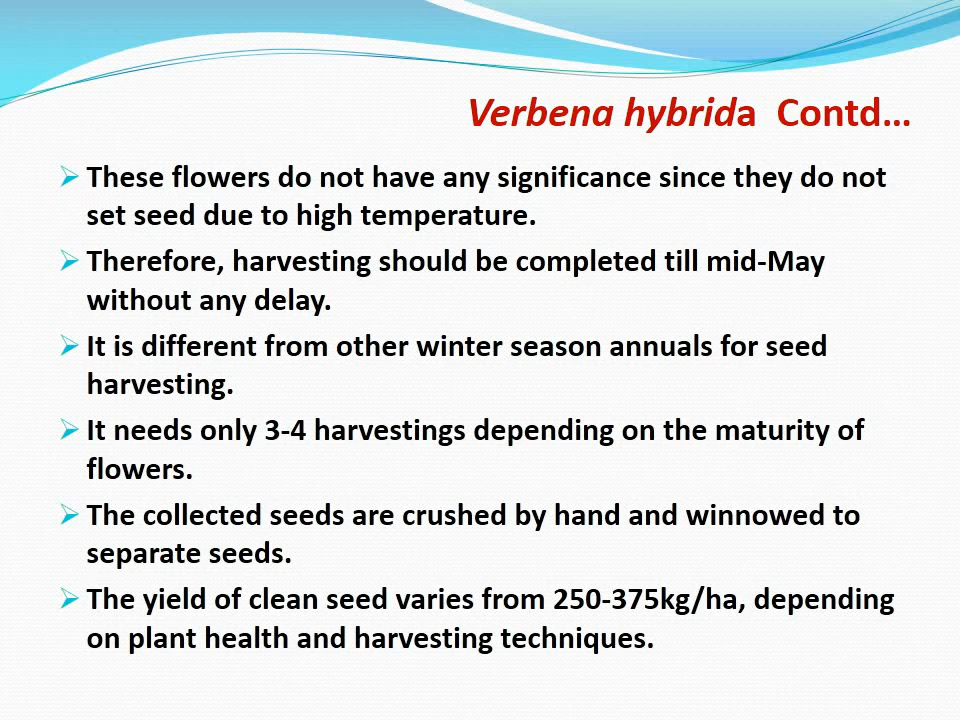 Verbena hybrida Contd...
These flowers do not have any significance since they do not
set seed due to high temperature.
Therefore, harvesting should be completed till mid-May
without any delay.
It is different from other winter season annuals for seed
harvesting.
It needs only 3-4 harvestings depending on the maturity of
flowers.
The collected seeds are crushed by hand and winnowed to
separate seeds.
The yield of clean seed varies from 250-375kg/ha, depending
on plant health and harvesting techniques.